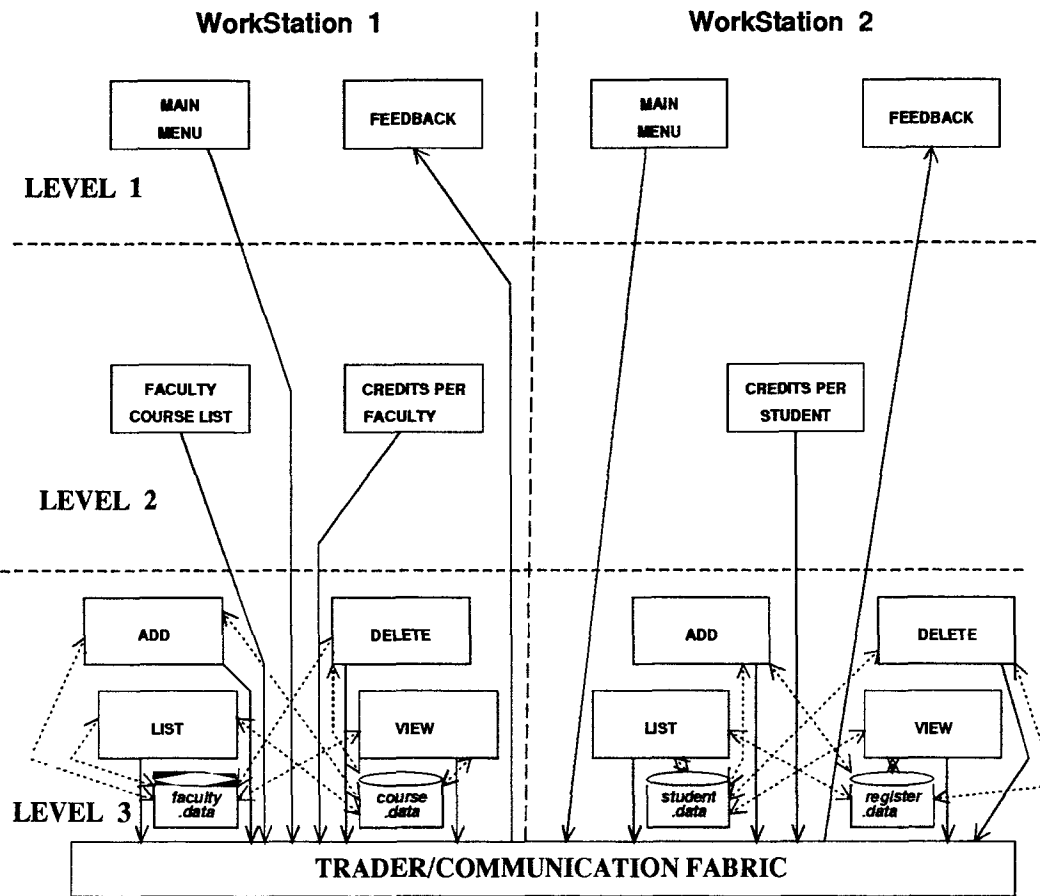 WorkStation 1
WorkStation 2
MAIN
MENU
FEEDBACK
MAIN
MENU
FEEDBACK
LEVEL 1
FACULTY
COURSE LIST
CREDITS PER
FACULTY
CREDITS PER
STUDENT
LEVEL 2
ADD
DELETE
ADD
DELETE
LIST
VIEW
LIST
VIEW
LEVEL 3
faculty
.data
course
.data
student
.data
register
.data
TRADER/COMMUNICATION FABRIC